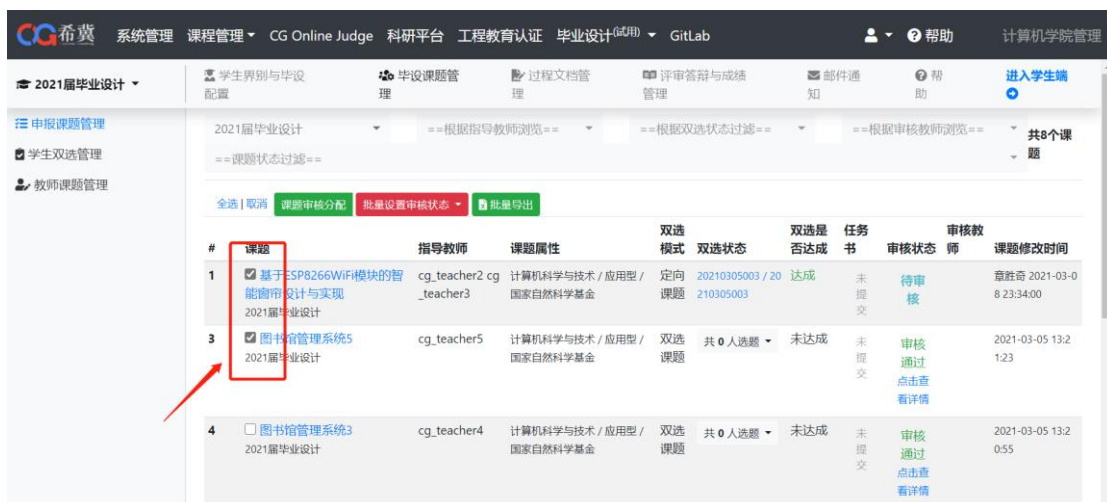 CG希冀 系统管理 课程管理 CG Online Judge 科研平台 工程教育认证 毕业设计(试用) GitLab 帮助 计算机学院管理
2021届毕业设计
学生界别与毕设配置
毕设课题管理
过程文档管理
评审答辩与成绩管理
邮件通知
帮助
进入学生端
申报课题管理
学生双选管理
教师课题管理
2021届毕业设计 ==根据指导教师浏览== ==根据双选状态过滤== ==根据审核教师浏览== 共8个课题
==课题状态过滤==
全选 | 取消 课题审核分配 批量设置审核状态 批量导出
# 课题 指导教师 课题属性 双选模式 双选状态 双选是否达成 任务书 审核状态 审核教师 课题修改时间
1 基于ESP8266WiFi模块的智 cg_teacher2 cg 计算机科学与技术 / 应用型 / 定向 20210305003 / 20 达成 未 待审 章胜奇 2021-03-0
能窗帘设计与实现 _teacher3 国家自然科学基金 课题 210305003 提 核 8 23:34:00
2021届毕业设计 交
3 图书馆管理系统5 cg_teacher5 计算机科学与技术 / 应用型 / 双选 共 0 人选题 未达成 未 审核 2021-03-05 13:2
2021届毕业设计 国家自然科学基金 课题 提 通过 1:23
交 点击查
看详情
4 图书馆管理系统3 cg_teacher4 计算机科学与技术 / 应用型 / 双选 共 0 人选题 未达成 未 审核 2021-03-05 13:2
2021届毕业设计 国家自然科学基金 课题 提 通过 0:55
交 点击查
看详情